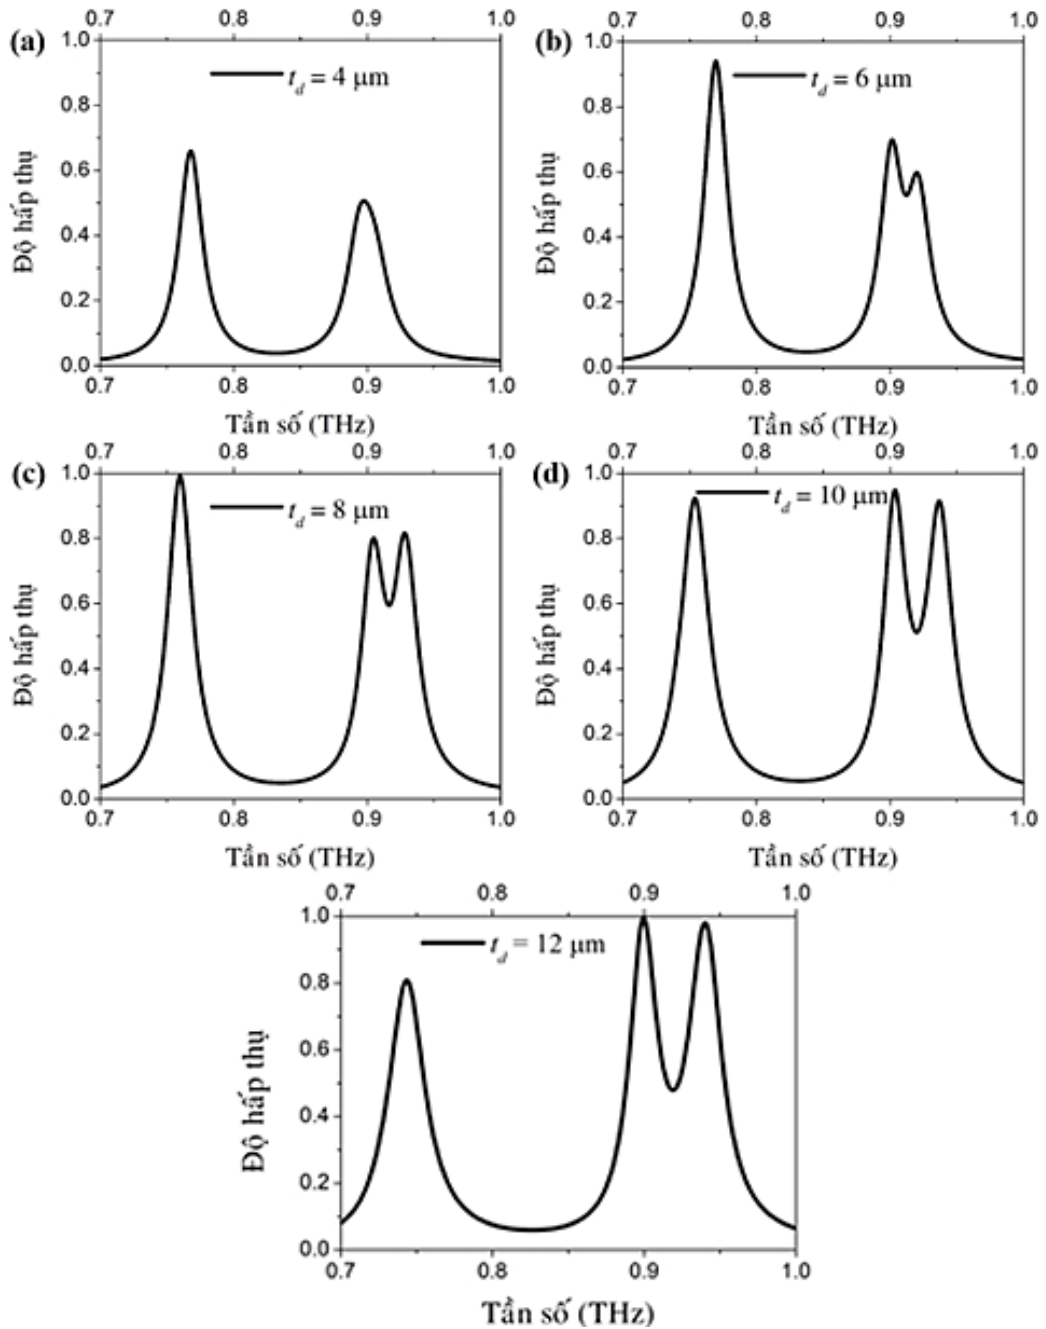 0.7 0.8 0.9 1.0
(a)
1.0
t_d = 4 μm
0.8
0.6
0.4
0.2
0.0
Độ hấp thụ
0.7 0.8 0.9 1.0
Tần số (THz)
0.7 0.8 0.9 1.0
(b)
1.0
t_d = 6 μm
0.8
0.6
0.4
0.2
0.0
Độ hấp thụ
0.7 0.8 0.9 1.0
Tần số (THz)
0.7 0.8 0.9 1.0
(c)
1.0
t_d = 8 μm
0.8
0.6
0.4
0.2
0.0
Độ hấp thụ
0.7 0.8 0.9 1.0
Tần số (THz)
0.7 0.8 0.9 1.0
(d)
1.0
t_d = 10 μm
0.8
0.6
0.4
0.2
0.0
Độ hấp thụ
0.7 0.8 0.9 1.0
Tần số (THz)
0.7 0.8 0.9 1.0
1.0
t_d = 12 μm
0.8
0.6
0.4
0.2
0.0
Độ hấp thụ
0.7 0.8 0.9 1.0
Tần số (THz)